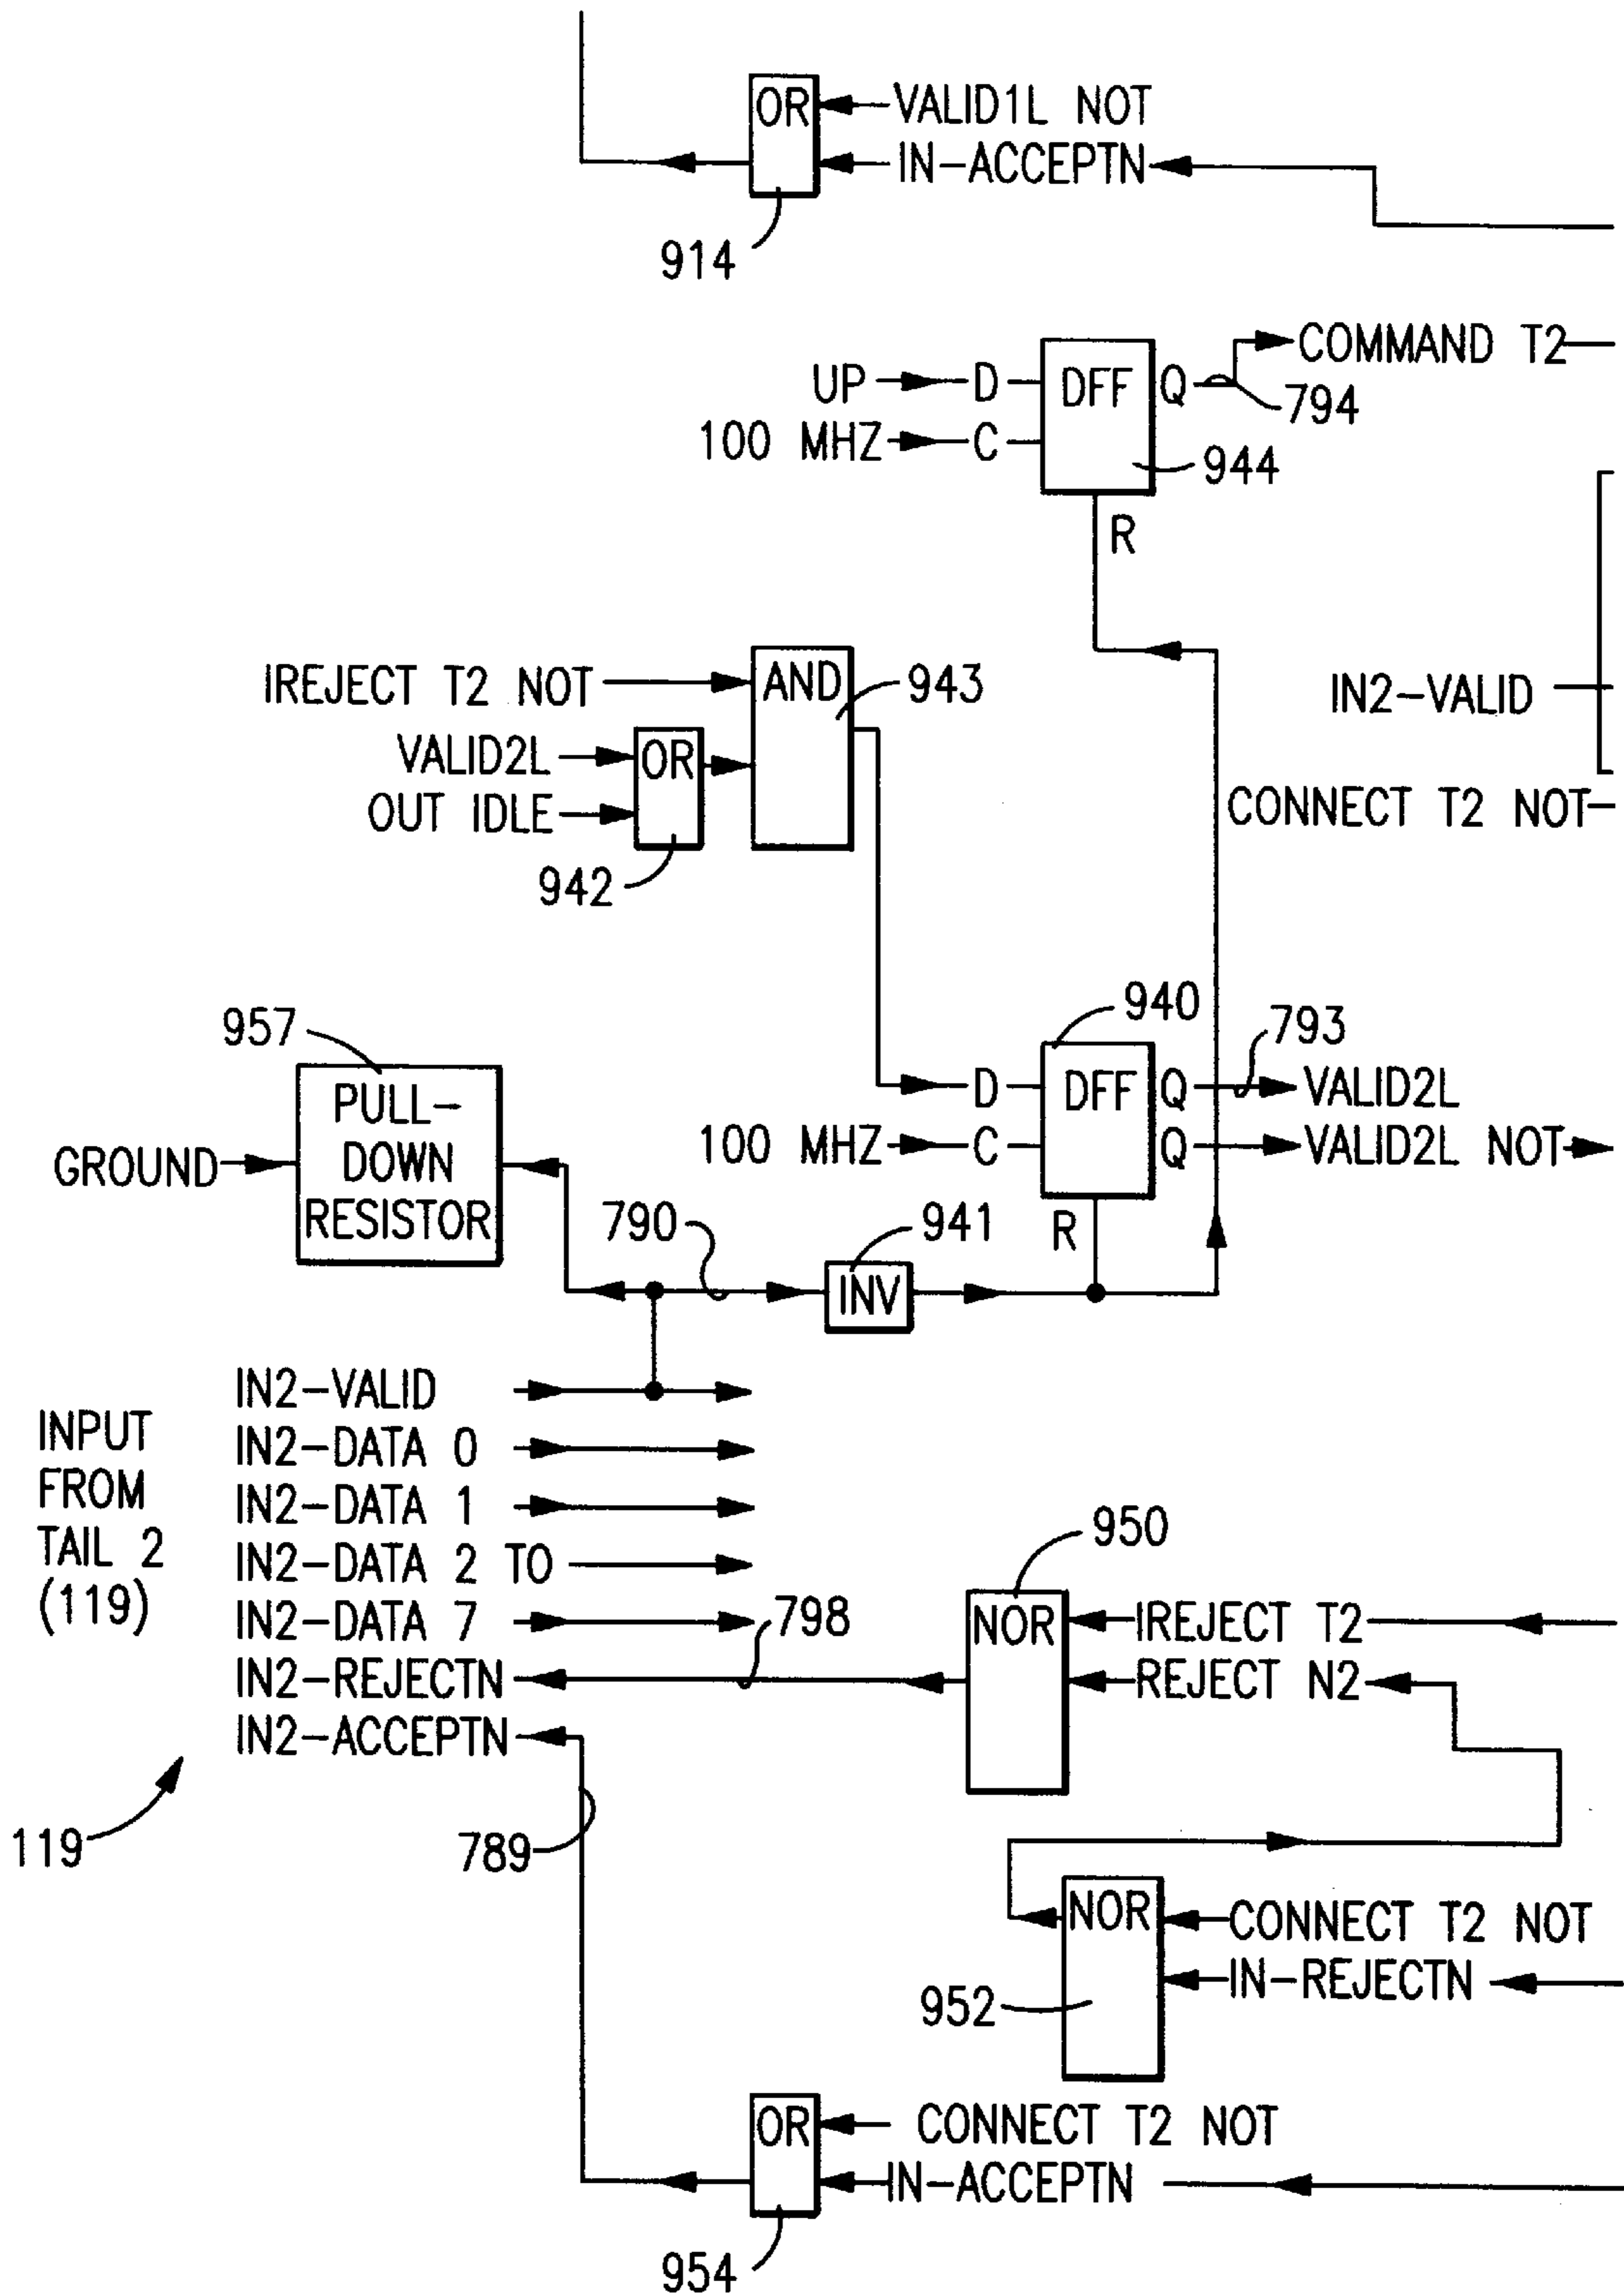 OR
VALID1L NOT
IN-ACCEPTN
914
COMMAND T2
UP
D
DFF
Q
794
100 MHZ
C
944
R
IREJECT T2 NOT
AND
943
IN2-VALID
VALID2L
OR
OUT IDLE
CONNECT T2 NOT
942
940
957
793
PULL-
DOWN
RESISTOR
D
DFF
Q
VALID2L
GROUND
100 MHZ
C
Q
VALID2L NOT
790
941
R
INV
INPUT
FROM
TAIL 2
(119)
IN2-VALID
IN2-DATA 0
IN2-DATA 1
IN2-DATA 2 TO
IN2-DATA 7
IN2-REJECTN
IN2-ACCEPTN
950
798
NOR
IREJECT T2
REJECT N2
119
789
NOR
CONNECT T2 NOT
IN-REJECTN
952
OR
CONNECT T2 NOT
IN-ACCEPTN
954